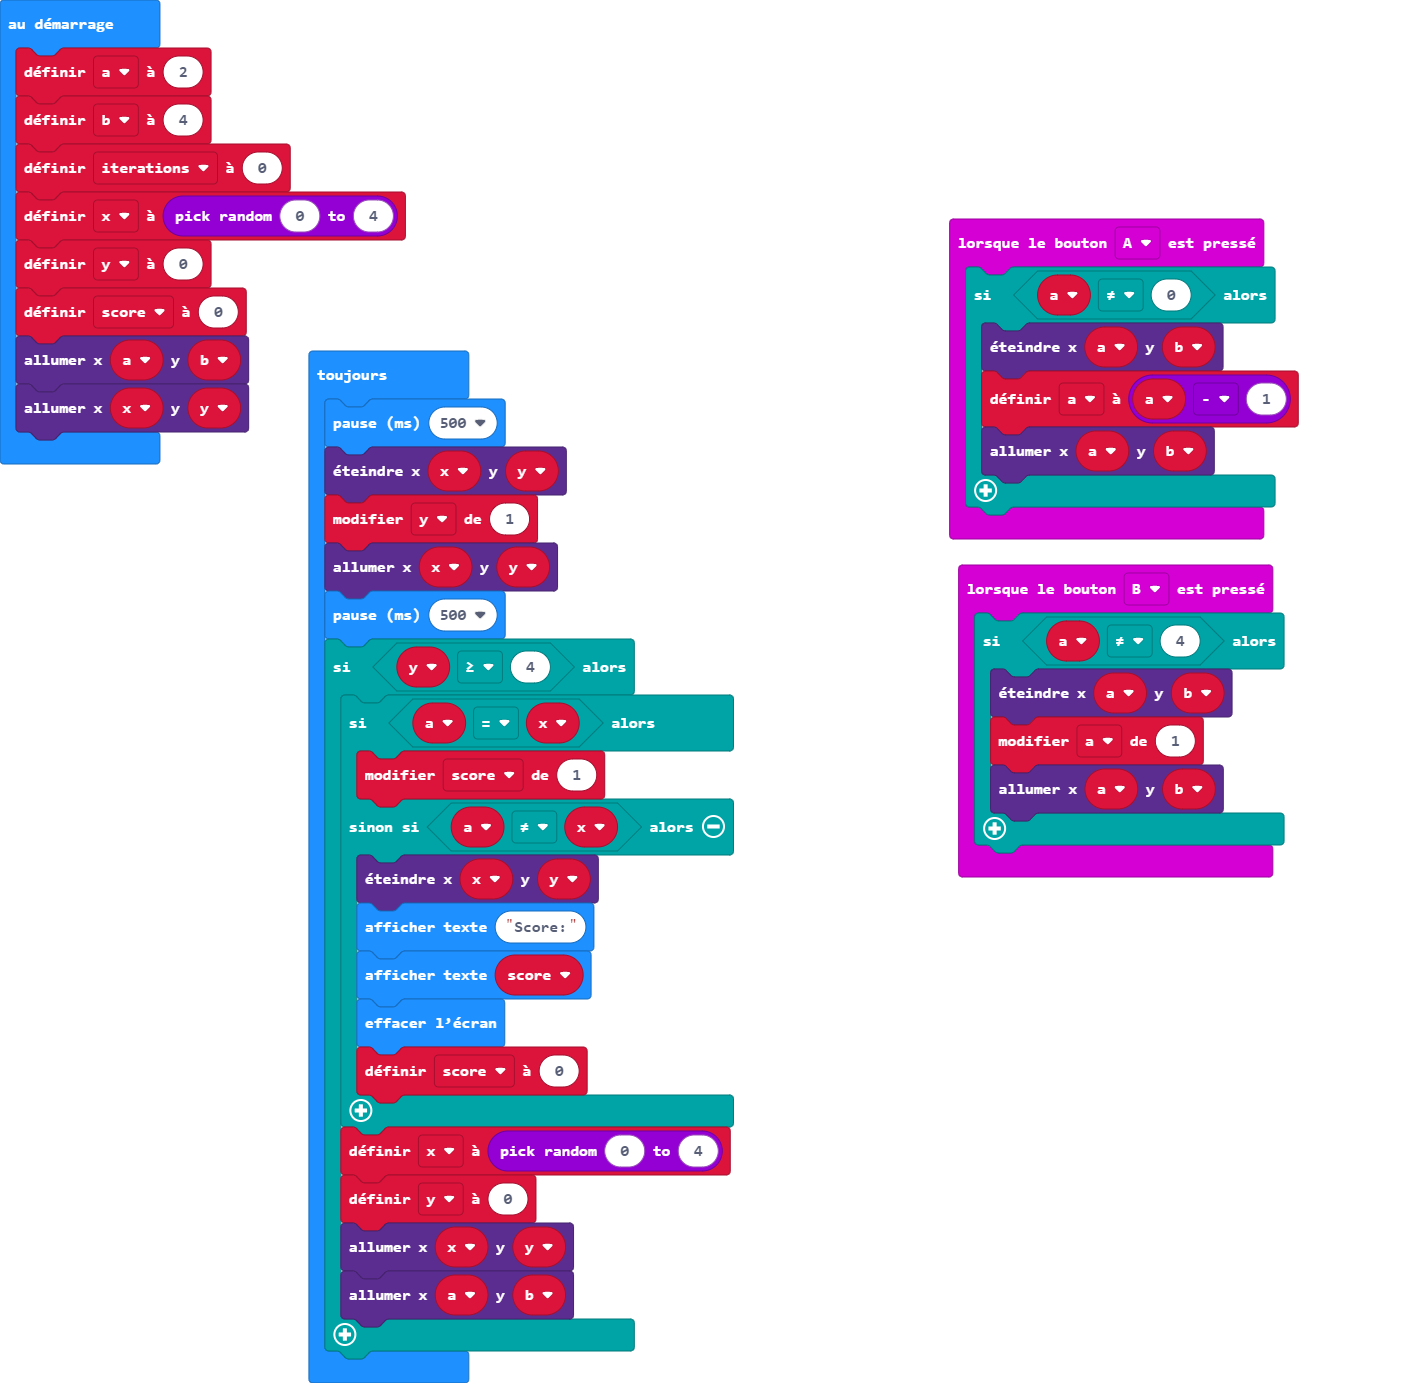 au démarrage
définir a à 2
définir b à 4
définir iterations à 0
définir x à pick random 0 to 4
définir y à 0
définir score à 0
allumer x a y b
allumer x x y y
toujours
pause (ms) 500
éteindre x x y y
modifier y de 1
allumer x x y y
pause (ms) 500
si y ≥ 4 alors
si a = x alors
modifier score de 1
sinon si a ≠ x alors
éteindre x x y y
afficher texte "Score:"
afficher texte score
effacer l'écran
définir score à 0
définir x à pick random 0 to 4
définir y à 0
allumer x x y y
allumer x a y b
lorsque le bouton A est pressé
si a ≠ 0 alors
éteindre x a y b
définir a à a - 1
allumer x a y b
lorsque le bouton B est pressé
si a ≠ 4 alors
éteindre x a y b
modifier a de 1
allumer x a y b